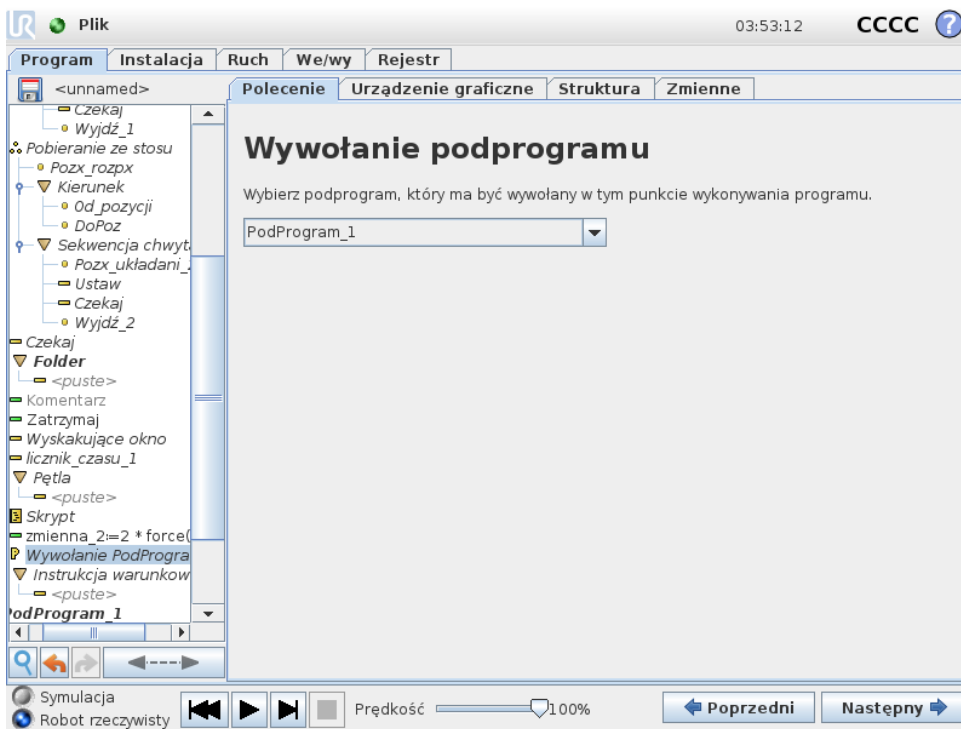 UR Plik 03:53:12 CCCC ?
Program Instalacja Ruch We/wy Rejestr
<unnamed>
Polecenie Urządzenie graficzne Struktura Zmienne
Czekaj
Wyjdź_1
Pobieranie ze stosu
Pozx_rozpx
Kierunek
Od_pozycji
DoPoz
Sekwencja chwyt
Pozx_układani_2
Ustaw
Czekaj
Wyjdź_2
Czekaj
Folder
<puste>
Komentarz
Zatrzymaj
Wyskakujące okno
licznik_czasu_1
Pętla
<puste>
Skrypt
zmienna_2:=2 * force(
Wywołanie PodProgra
Instrukcja warunkow
<puste>
PodProgram_1
Wywołanie podprogramu
Wybierz podprogram, który ma być wywołany w tym punkcie wykonywania programu.
PodProgram_1
Symulacja
Robot rzeczywisty
Prędkość 100%
Poprzedni Następny